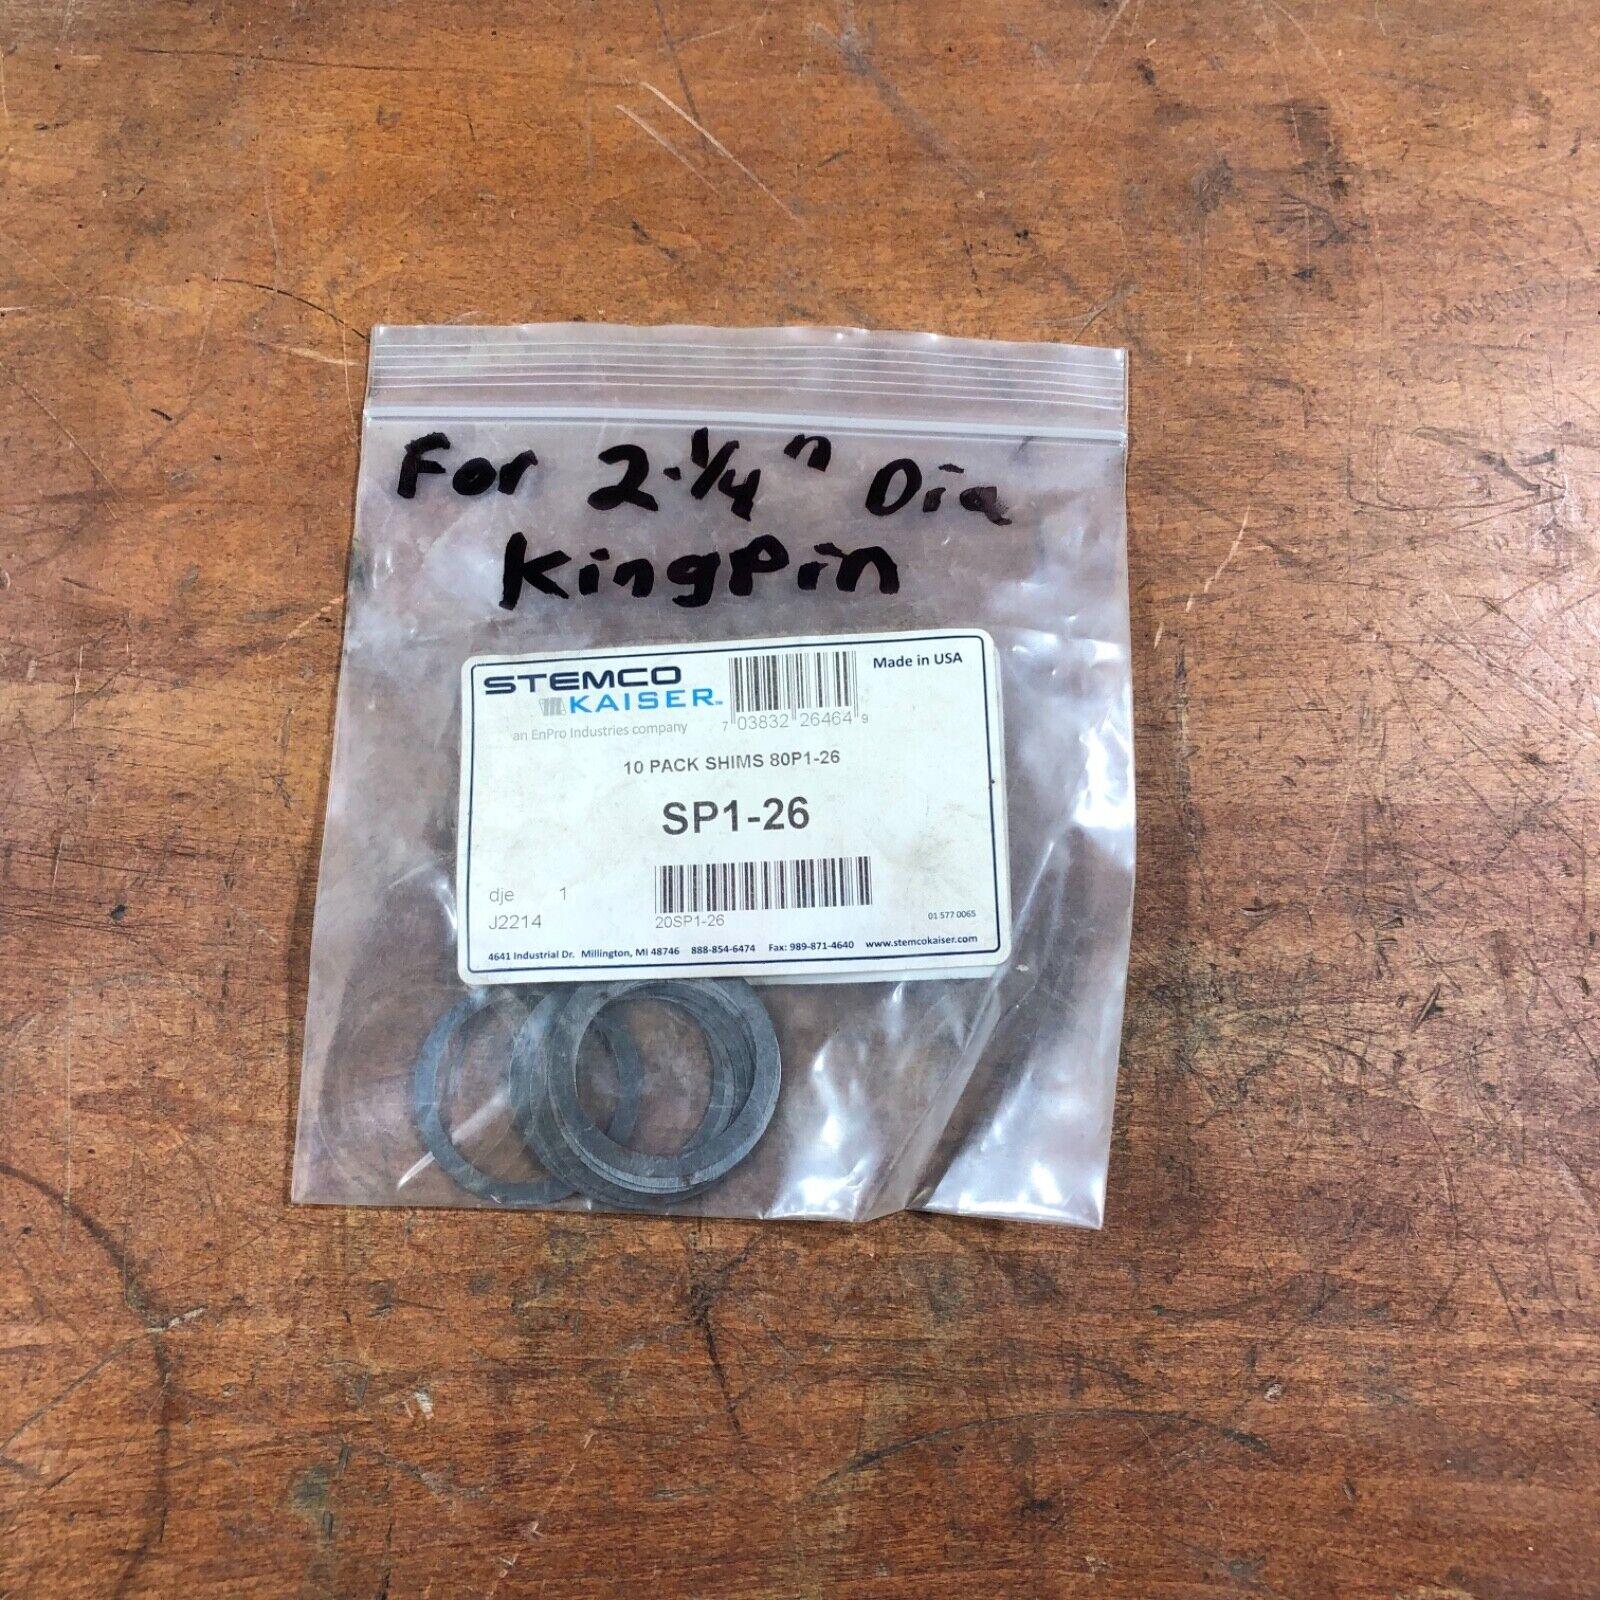 For 2-1/4" Dia
KingPin
STEMCO
KAISER™
an EnPro Industries company
7 03832 26464 9
Made in USA
10 PACK SHIMS 80P1-26
SP1-26
dje 1
J2214
20SP1-26
01 577 0065
4641 Industrial Dr. Millington, MI 48746 888-854-6474 Fax: 989-871-4640 www.stemcokaiser.com